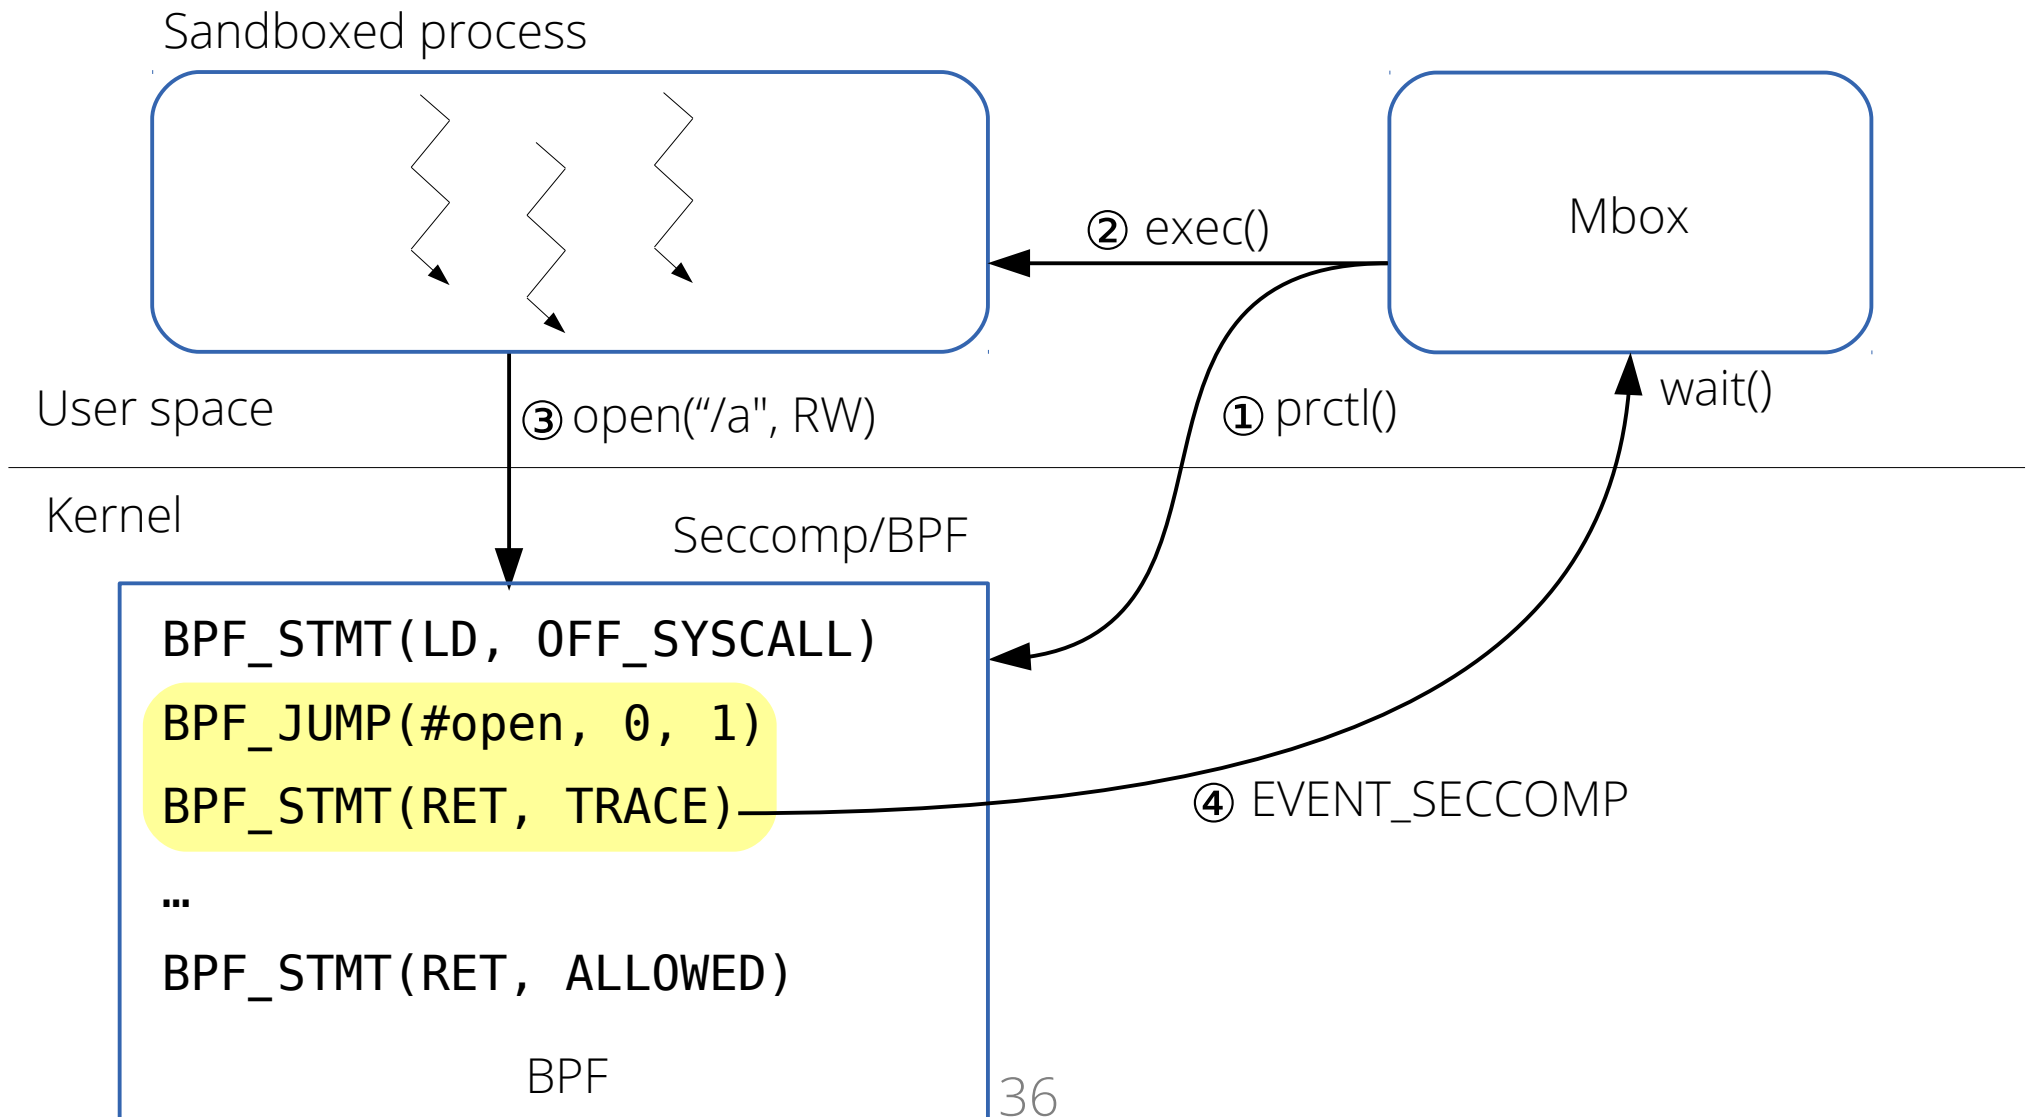 Sandboxed process
Mbox
② exec()
User space
③ open(“/a", RW)
① prctl()
wait()
Kernel
Seccomp/BPF
BPF_STMT(LD, OFF_SYSCALL)
BPF_JUMP(#open, 0, 1)
BPF_STMT(RET, TRACE)
④ EVENT_SECCOMP
…
BPF_STMT(RET, ALLOWED)
BPF
36